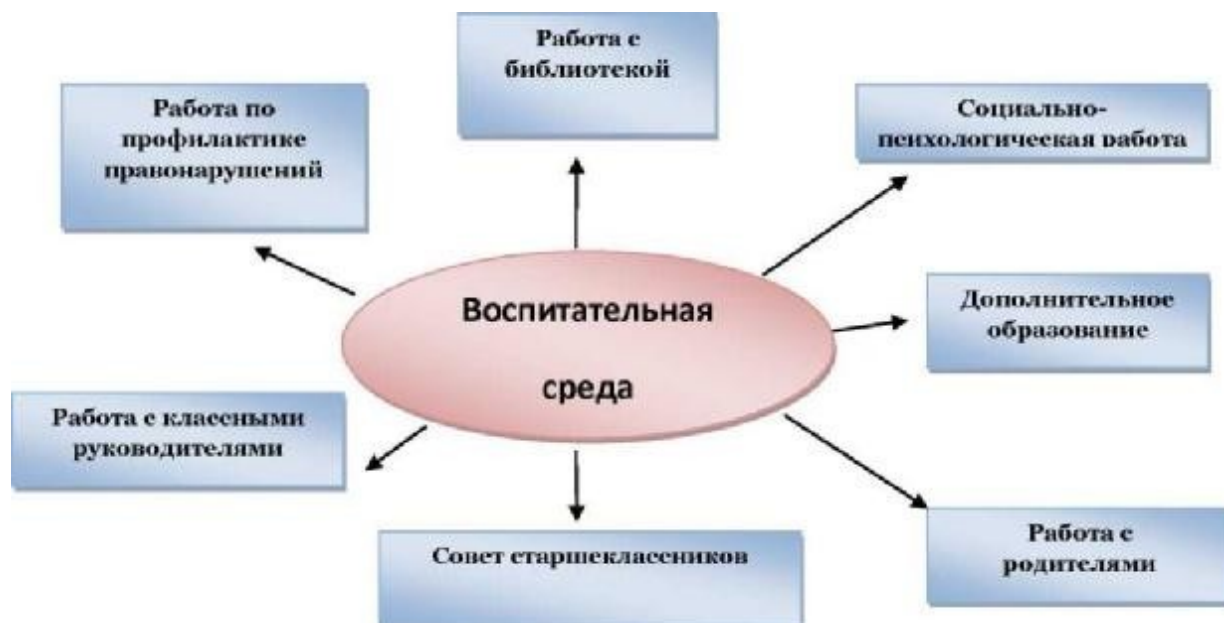 Работа с
библиотекой
Работа по
профилактике
правонарушений
Социально-
психологическая работа
Воспитательная
среда
Дополнительное
образование
Работа с классными
руководителями
Совет старшеклассников
Работа с
родителями